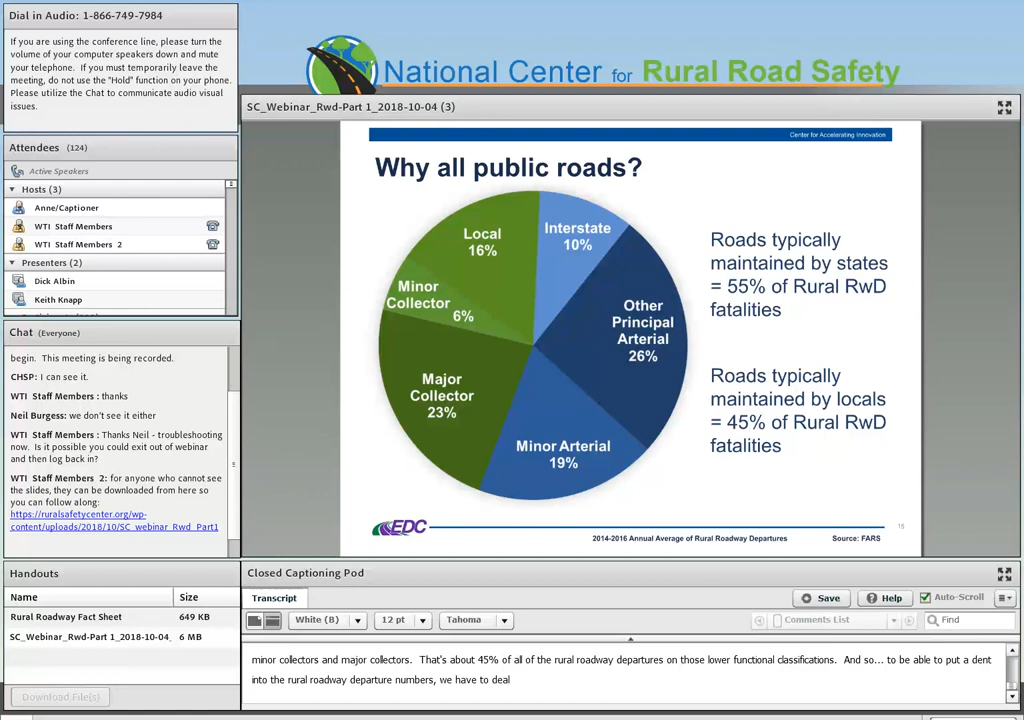 Dial in Audio: 1-866-749-7984
If you are using the conference line, please turn the
volume of your computer speakers down and mute
your telephone. If you must temporarily leave the
meeting, do not use the "Hold" function on your phone.
Please utilize the Chat to communicate audio visual
issues.
National Center for Rural Road Safety
SC_Webinar_Rwd-Part 1_2018-10-04 (3)
Attendees (124)
Active Speakers
Hosts (3)
Anne/Captioner
WTI Staff Members
WTI Staff Members 2
Presenters (2)
Dick Albin
Keith Knapp
Chat (Everyone)
begin. This meeting is being recorded.
CHSP: I can see it.
WTI Staff Members : thanks
Neil Burgess: we don't see it either
WTI Staff Members : Thanks Neil - troubleshooting
now. Is it possible you could exit out of webinar
and then log back in?
WTI Staff Members 2: for anyone who cannot see
the slides, they can be downloaded from here so
you can follow along:
https://ruralsafetycenter.org/wp-
content/uploads/2018/10/SC_webinar_Rwd_Part1
Center for Accelerating Innovation
Why all public roads?
Local
16%
Interstate
10%
Minor
Collector
6%
Other
Principal
Arterial
26%
Major
Collector
23%
Minor Arterial
19%
Roads typically
maintained by states
= 55% of Rural RwD
fatalities
Roads typically
maintained by locals
= 45% of Rural RwD
fatalities
EDC
2014-2016 Annual Average of Rural Roadway Departures
Source: FARS
Handouts
Name Size
Rural Roadway Fact Sheet 649 KB
SC_Webinar_Rwd-Part 1_2018-10-04_ 6 MB
Download File(s)
Closed Captioning Pod
Transcript
Save
Help
Auto-Scroll
White (B)
12 pt
Tahoma
Comments List
Find
minor collectors and major collectors. That's about 45% of all of the rural roadway departures on those lower functional classifications. And so... to be able to put a dent
into the rural roadway departure numbers, we have to deal